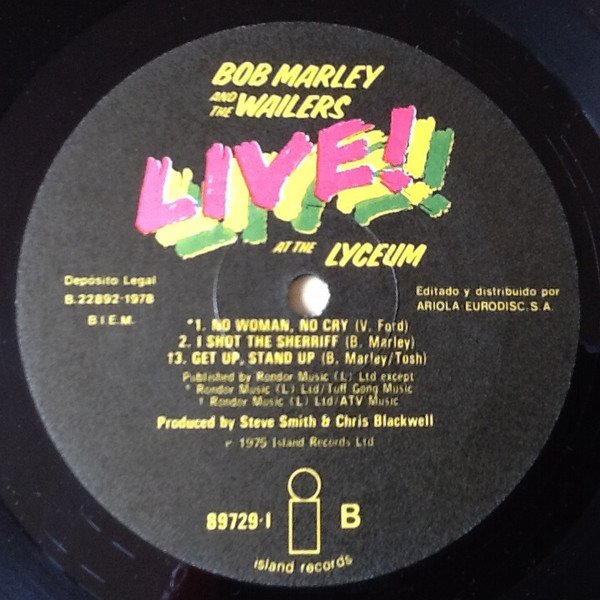 BOB MARLEY
AND THE WAILERS
LIVE!
AT THE LYCEUM
Depósito Legal
B.22892-1978
B.I.E.M.
Editado y distribuido por
ARIOLA-EURODISC, S.A.
*1. NO WOMAN, NO CRY (V. Ford)
2. I SHOT THE SHERRIFF (B. Marley)
†3. GET UP, STAND UP (B. Marley/Tosh)
Published by Rondor Music (L) Ltd except
* Rondor Music (L) Ltd/Tuff Gong Music
† Rondor Music (L) Ltd/ATV Music
Produced by Steve Smith & Chris Blackwell
℗ 1975 Island Records Ltd
89729-I
B
island records